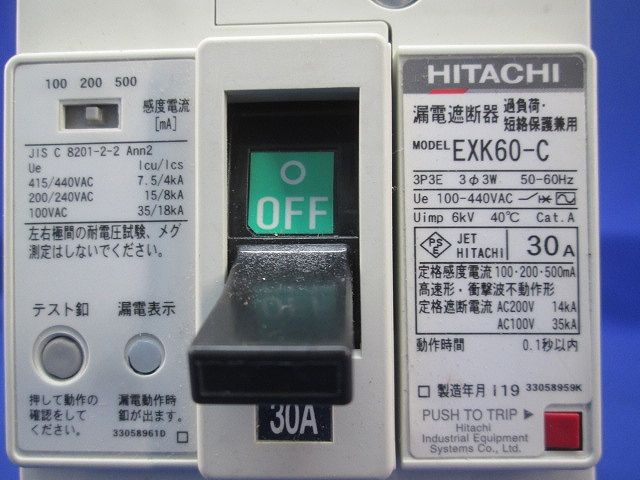 100 200 500
感度電流
[mA]
JIS C 8201-2-2 Ann2
Ue Icu/Ics
415/440VAC 7.5/4kA
200/240VAC 15/8kA
100VAC 35/18kA
左右極間の耐電圧試験、メグ
測定はしないでください。
テスト釦 漏電表示
押して動作の
確認をして
ください。
漏電動作時
釦が出ます。
33058961D
OFF
30A
HITACHI
漏電遮断器 過負荷・
短絡保護兼用
MODEL EXK60-C
3P3E 3φ3W 50-60Hz
Ue 100-440VAC
Uimp 6kV 40℃ Cat.A
PSE JET
HITACHI
30A
定格感度電流100・200・500mA
高速形・衝撃波不動作形
定格遮断電流 AC200V 14kA
AC100V 35kA
動作時間 0.1秒以内
製造年月 I19 33058959K
PUSH TO TRIP ▶
Hitachi
Industrial Equipment
Systems Co., Ltd.